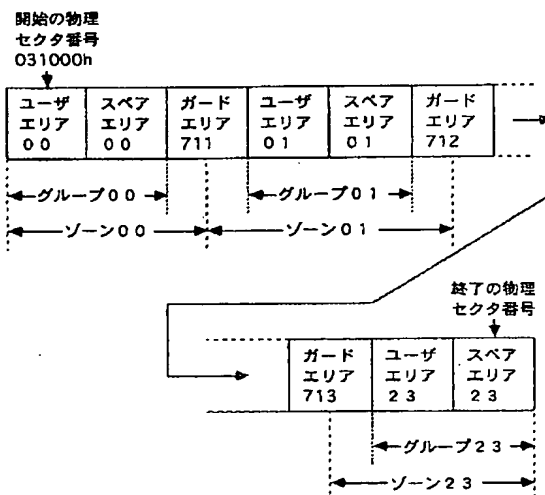 開始の物理
セクタ番号
031000h
ユーザ
エリア
00
スペア
エリア
00
ガード
エリア
711
ユーザ
エリア
01
スペア
エリア
01
ガード
エリア
712
グループ00
グループ01
ゾーン00
ゾーン01
終了の物理
セクタ番号
ガード
エリア
713
ユーザ
エリア
23
スペア
エリア
23
グループ23
ゾーン23